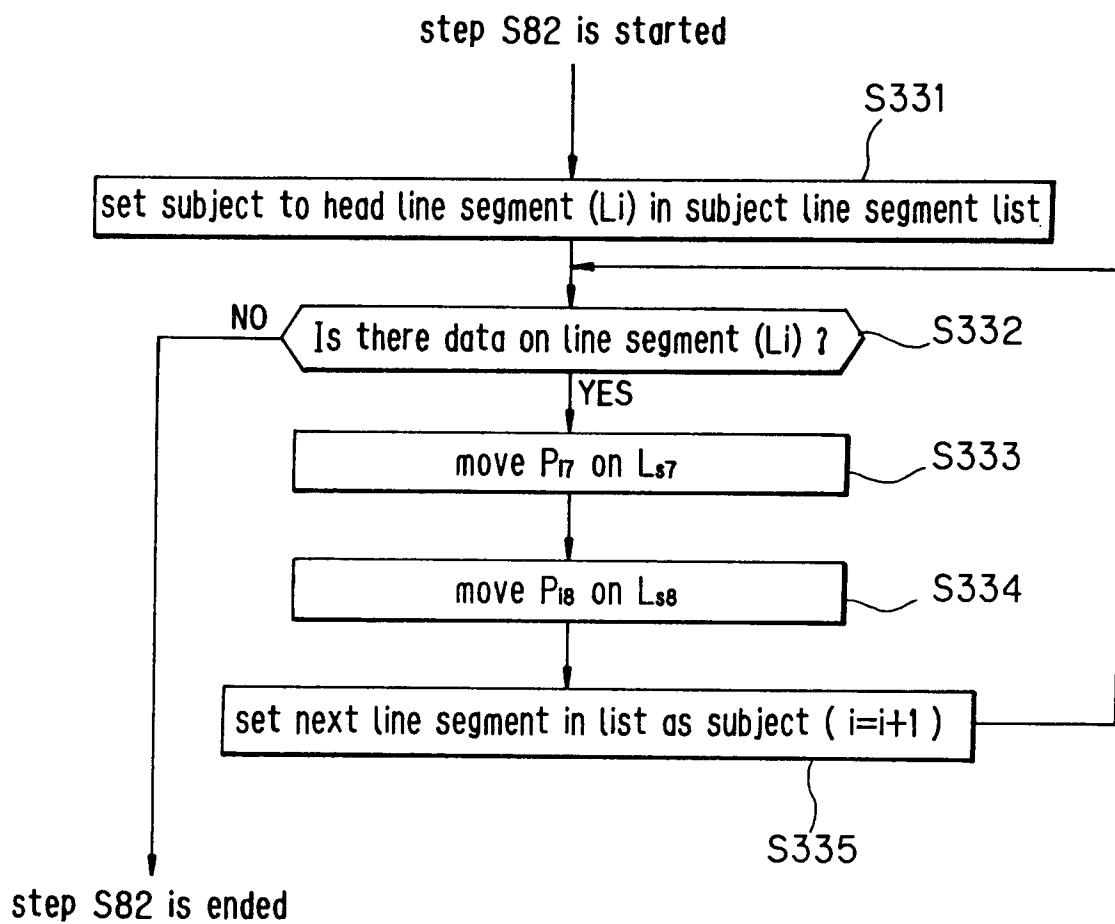 step S82 is started
S331
set subject to head line segment (Li) in subject line segment list
NO
Is there data on line segment (Li) ?
S332
YES
move Pi7 on Ls7
S333
move Pi8 on Ls8
S334
set next line segment in list as subject ( i=i+1 )
S335
step S82 is ended